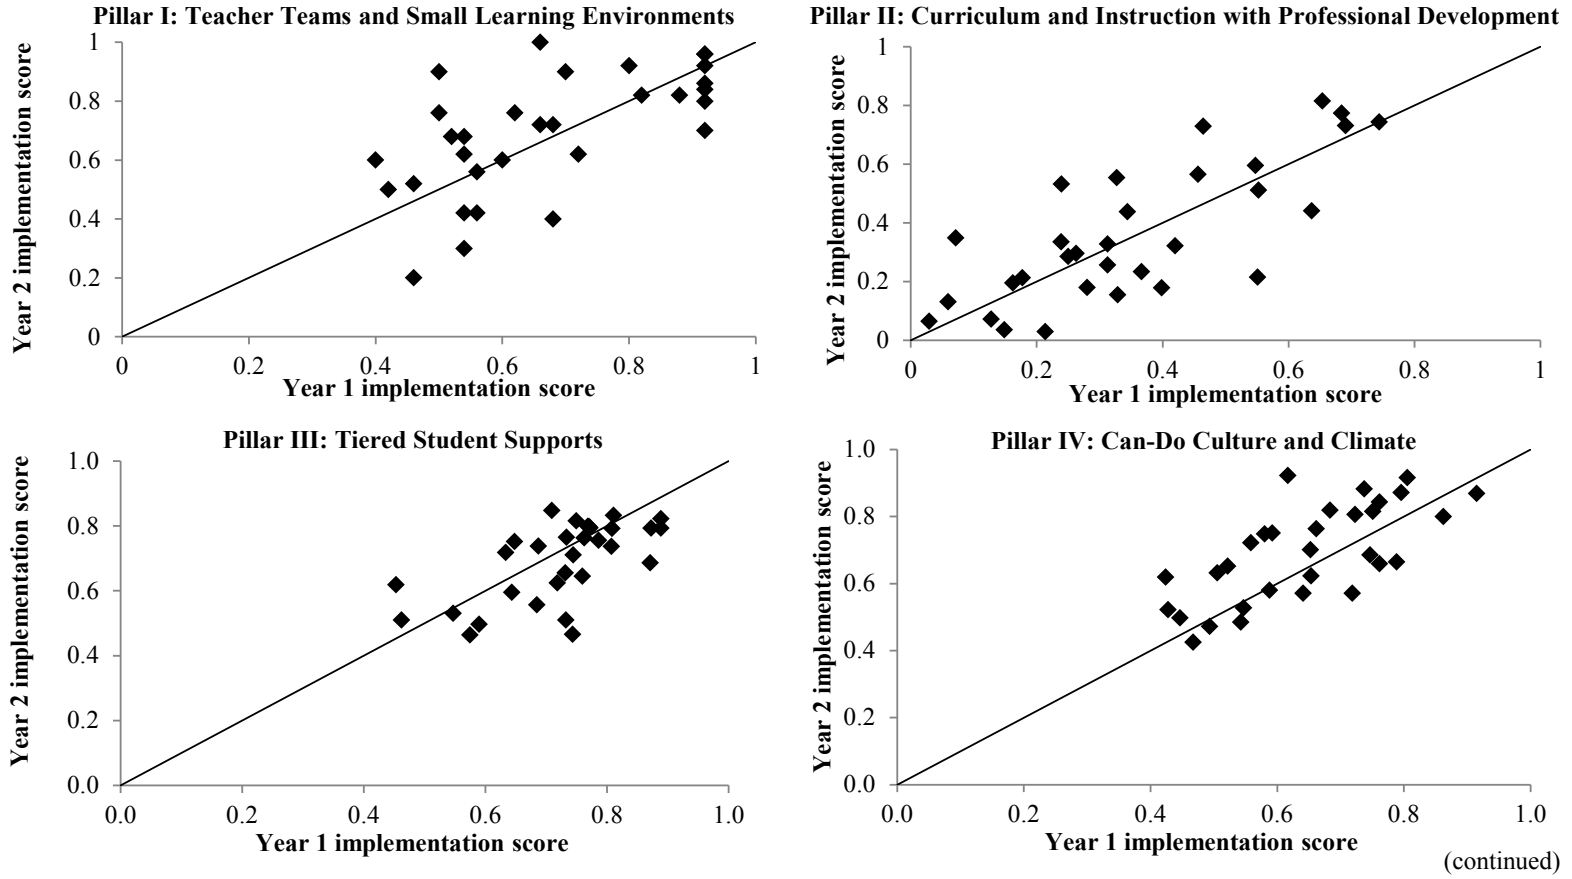 Pillar I: Teacher Teams and Small Learning Environments
Year 2 implementation score
1
0.8
0.6
0.4
0.2
0
0 0.2 0.4 0.6 0.8 1
Year 1 implementation score
Pillar II: Curriculum and Instruction with Professional Development
Year 2 implementation score
1
0.8
0.6
0.4
0.2
0
0 0.2 0.4 0.6 0.8 1
Year 1 implementation score
Pillar III: Tiered Student Supports
Year 2 implementation score
1.0
0.8
0.6
0.4
0.2
0.0
0.0 0.2 0.4 0.6 0.8 1.0
Year 1 implementation score
Pillar IV: Can-Do Culture and Climate
Year 2 implementation score
1.0
0.8
0.6
0.4
0.2
0.0
0.0 0.2 0.4 0.6 0.8 1.0
Year 1 implementation score
(continued)